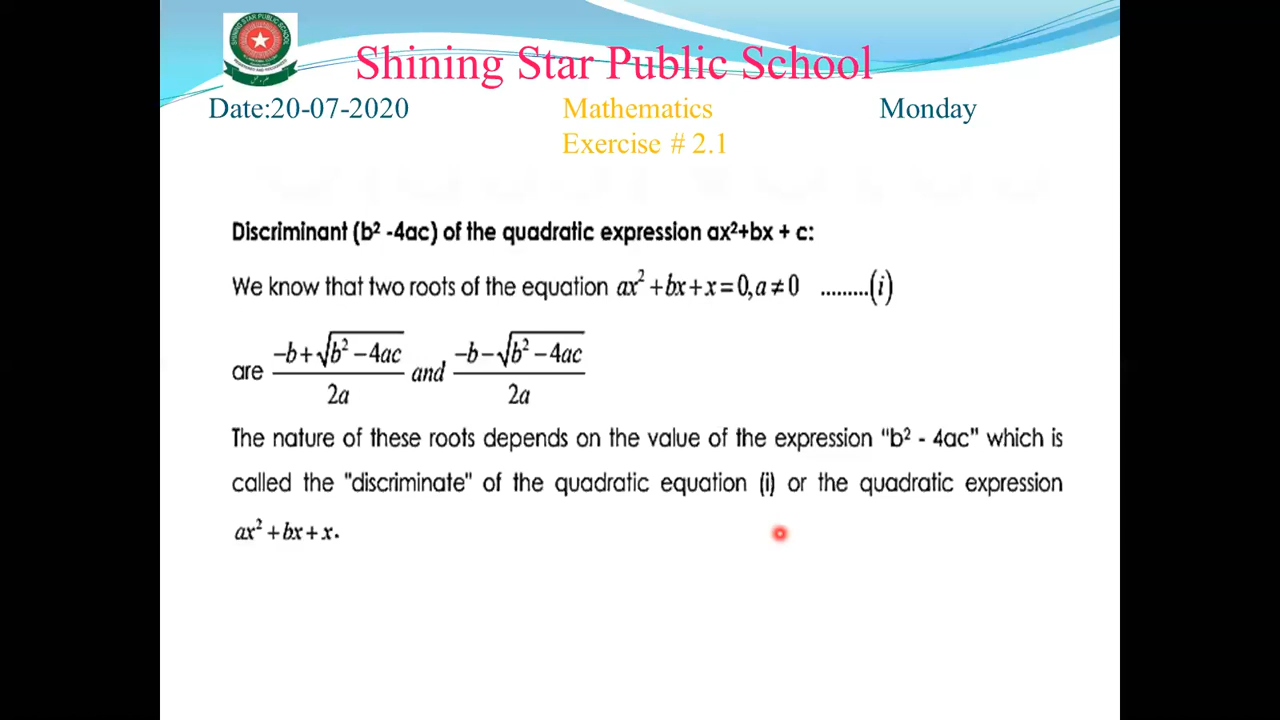 Shining Star Public School
Date:20-07-2020 Mathematics Monday
Exercise # 2.1
Discriminant (b² -4ac) of the quadratic expression ax²+bx + c:
We know that two roots of the equation ax² + bx + x = 0, a ≠ 0 .........(i)
are (-b + √(b² - 4ac))/2a and (-b - √(b² - 4ac))/2a
The nature of these roots depends on the value of the expression "b² - 4ac" which is
called the "discriminate" of the quadratic equation (i) or the quadratic expression
ax² + bx + x.